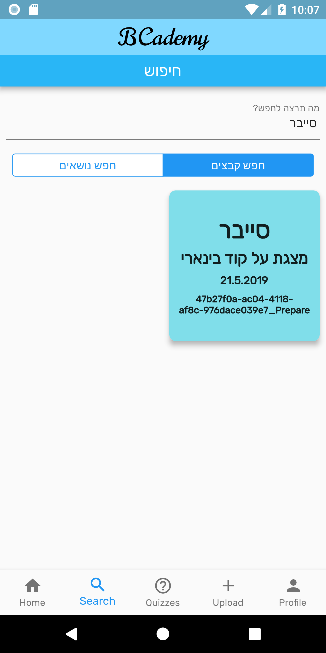 10:07
BCademy
חיפוש
מה תרצה לחפש?
סייבר
חפש קבצים
חפש נושאים
סייבר
מצגת על קוד בינארי
21.5.2019
47b27f0a-ac04-4118-
af8c-976dace039e7_Prepare
Home
Search
Quizzes
Upload
Profile